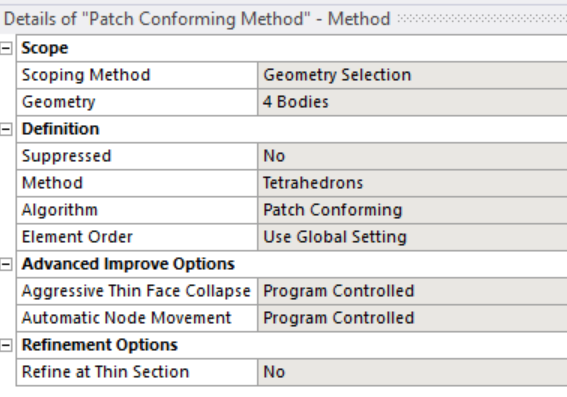 Details of "Patch Conforming Method" - Method
Scope
Scoping Method Geometry Selection
Geometry 4 Bodies
Definition
Suppressed No
Method Tetrahedrons
Algorithm Patch Conforming
Element Order Use Global Setting
Advanced Improve Options
Aggressive Thin Face Collapse Program Controlled
Automatic Node Movement Program Controlled
Refinement Options
Refine at Thin Section No